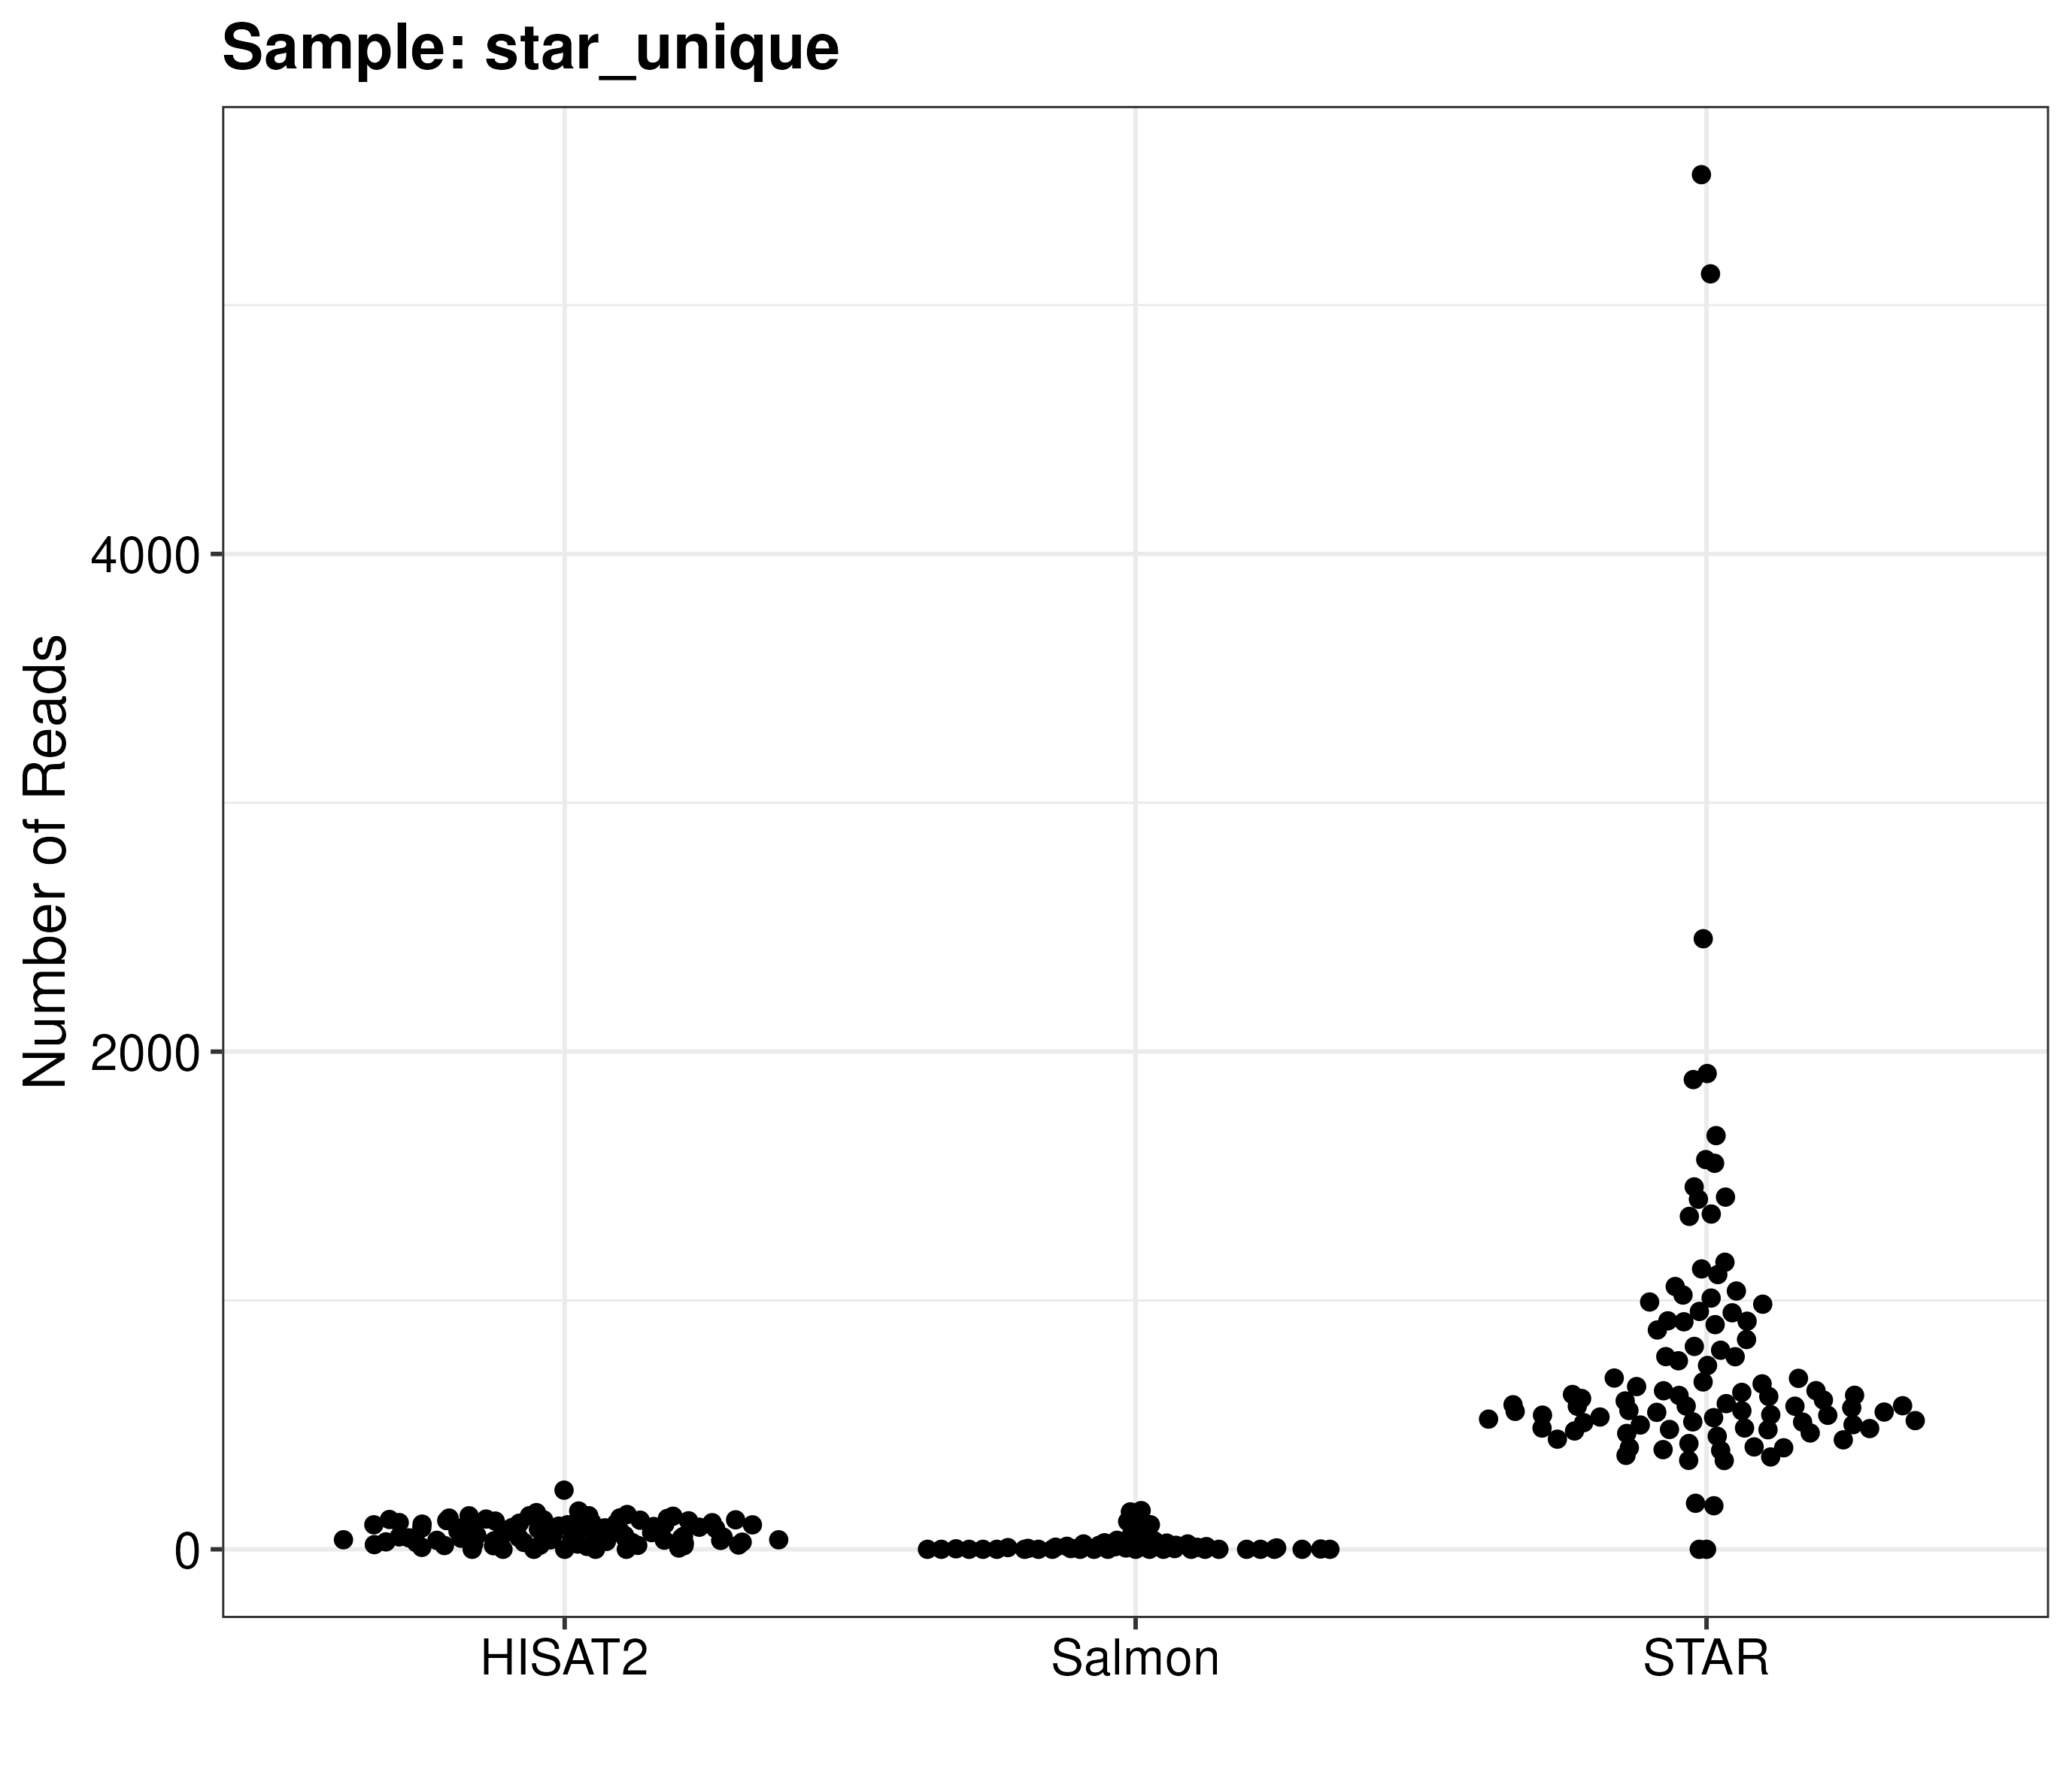 Sample: star_unique
Number of Reads
4000
2000
0
HISAT2
Salmon
STAR